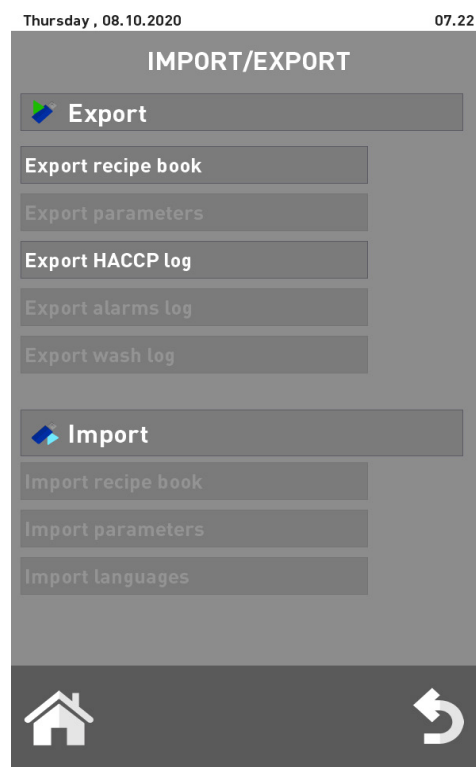 Thursday , 08.10.2020 07.22
IMPORT/EXPORT
Export
Export recipe book
Export parameters
Export HACCP log
Export alarms log
Export wash log
Import
Import recipe book
Import parameters
Import languages